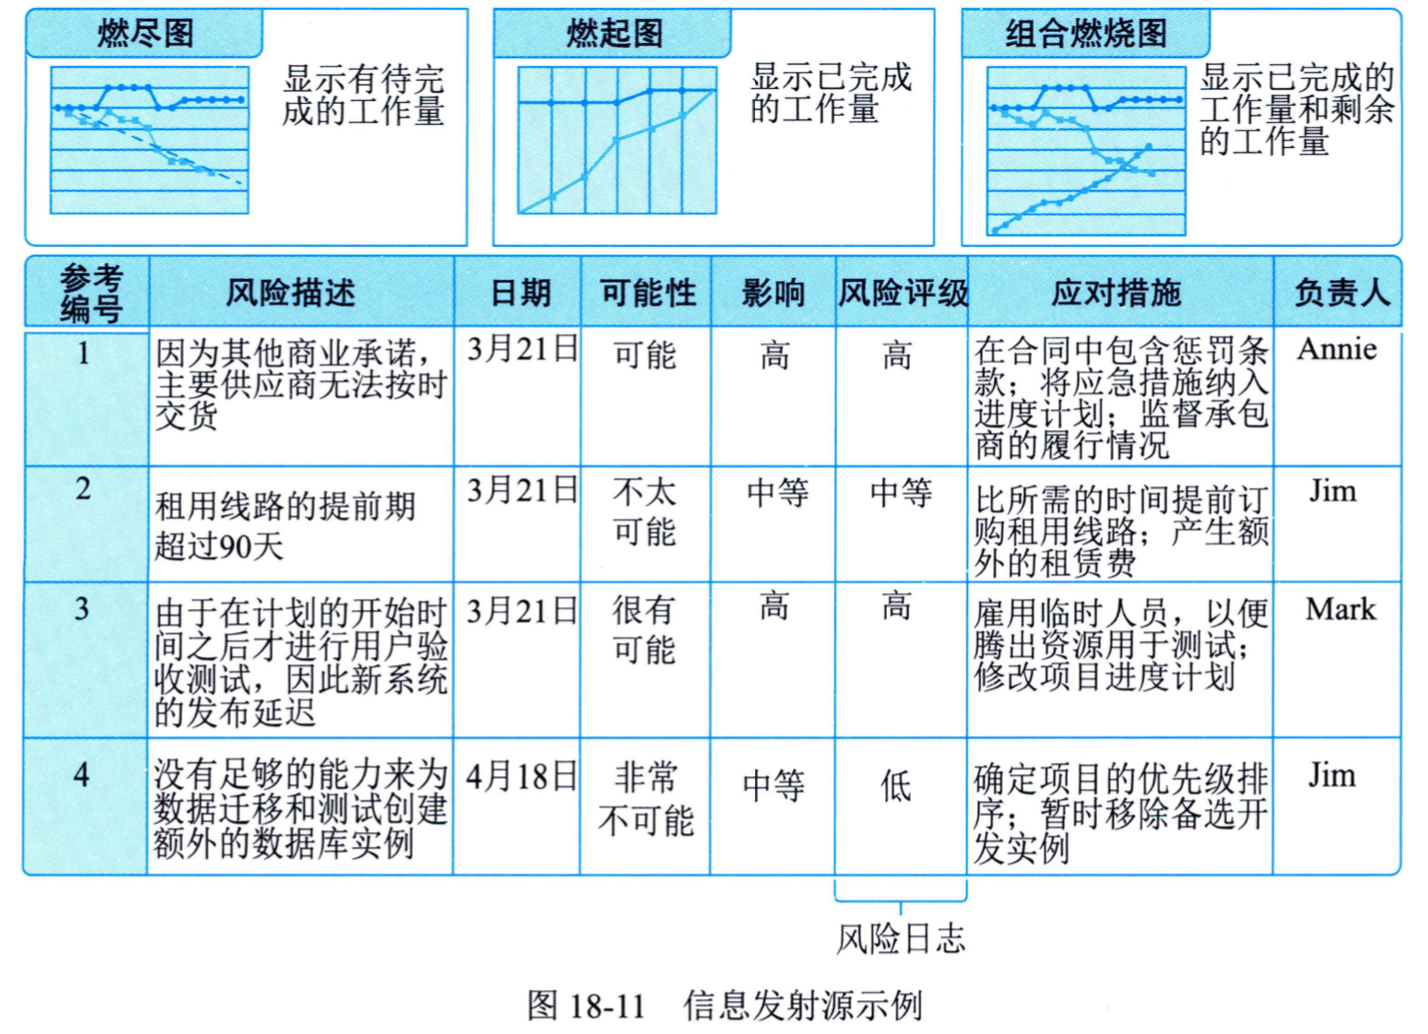 燃尽图
显示有待完
成的工作量
燃起图
显示已完成
的工作量
组合燃烧图
显示已完成的
工作量和剩余
的工作量
参考
编号
风险描述
日期
可能性
影响
风险评级
应对措施
负责人
1
因为其他商业承诺，
主要供应商无法按时
交货
3月21日
可能
高
高
在合同中包含惩罚条
款；将应急措施纳入
进度计划；监督承包
商的履行情况
Annie
2
租用线路的提前期
超过90天
3月21日
不太
可能
中等
中等
比所需的时间提前订
购租用线路；产生额
外的租赁费
Jim
3
由于在计划的开始时
间之后才进行用户验
收测试，因此新系统
的发布延迟
3月21日
很有
可能
高
高
雇用临时人员，以便
腾出资源用于测试；
修改项目进度计划
Mark
4
没有足够的能力来为
数据迁移和测试创建
额外的数据库实例
4月18日
非常
不可能
中等
低
确定项目的优先级排
序；暂时移除备选开
发实例
Jim
风险日志
图 18-11 信息发射源示例